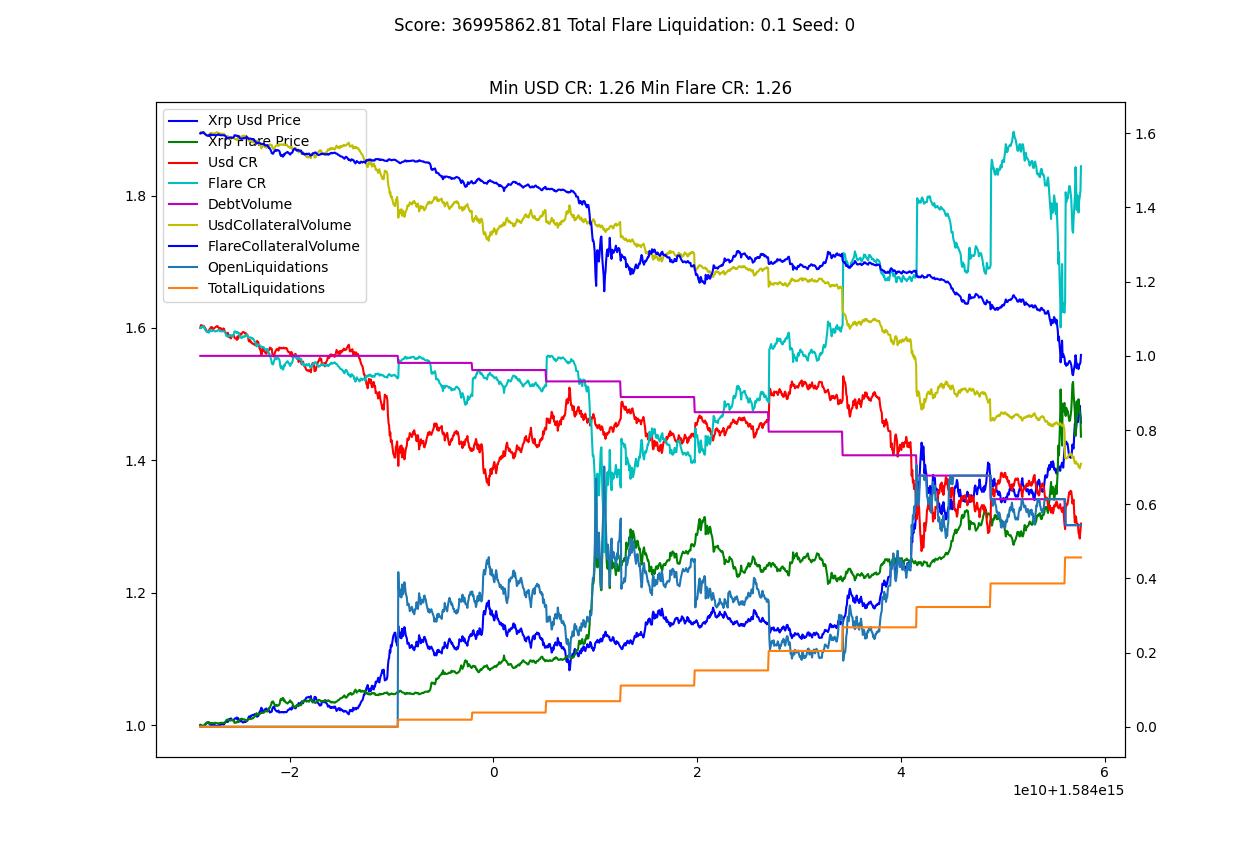 Score: 36995862.81 Total Flare Liquidation: 0.1 Seed: 0
Min USD CR: 1.26 Min Flare CR: 1.26
Xrp Usd Price
Xrp Flare Price
Usd CR
Flare CR
DebtVolume
UsdCollateralVolume
FlareCollateralVolume
OpenLiquidations
TotalLiquidations
1.8
1.6
1.4
1.2
1.0
1.6
1.4
1.2
1.0
0.8
0.6
0.4
0.2
0.0
−2
0
2
4
6
1e10+1.584e15